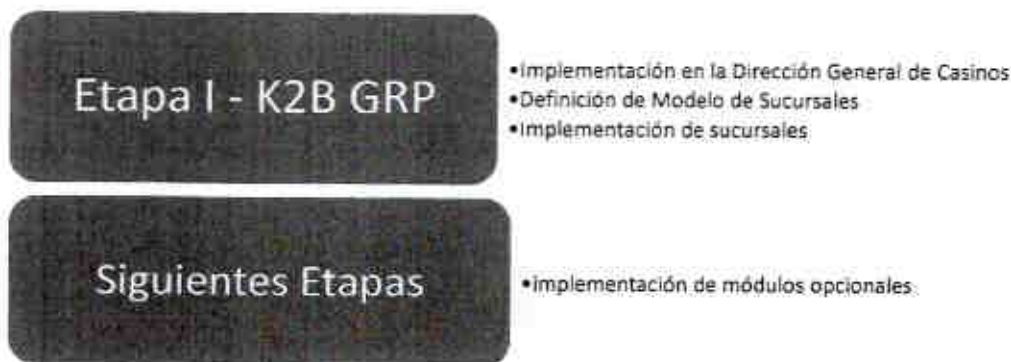 Etapa I - K2B GRP
•Implementación en la Dirección General de Casinos
•Definición de Modelo de Sucursales
•Implementación de sucursales
Siguientes Etapas
•Implementación de módulos opcionales